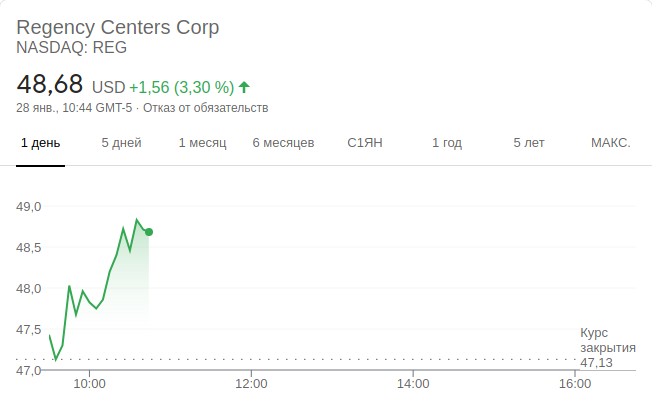 Regency Centers Corp
NASDAQ: REG
48,68 USD +1,56 (3,30 %)
28 янв., 10:44 GMT-5 · Отказ от обязательств
1 день 5 дней 1 месяц 6 месяцев С1ЯН 1 год 5 лет МАКС.
49,0
48,5
48,0
47,5
47,0
Курс
закрытия
47,13
10:00 12:00 14:00 16:00